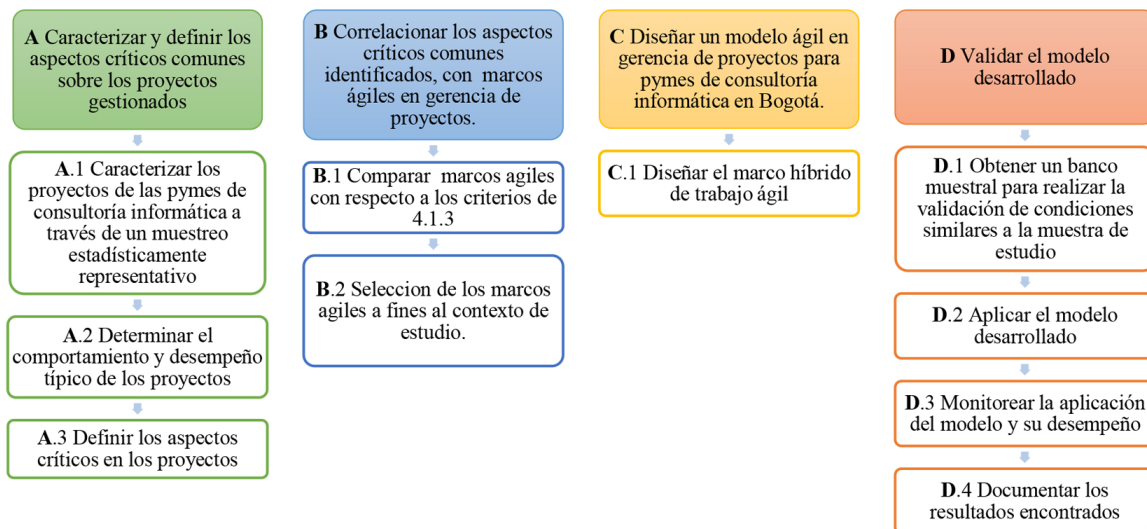 A Caracterizar y definir los
aspectos críticos comunes
sobre los proyectos
gestionados
A.1 Caracterizar los
proyectos de las pymes de
consultoría informática a
través de un muestreo
estadísticamente
representativo
A.2 Determinar el
comportamiento y desempeño
típico de los proyectos
A.3 Definir los aspectos
críticos en los proyectos
B Correlacionar los aspectos
críticos comunes
identificados, con marcos
ágiles en gerencia de
proyectos.
B.1 Comparar marcos agiles
con respecto a los criterios de
4.1.3
B.2 Seleccion de los marcos
agiles a fines al contexto de
estudio.
C Diseñar un modelo ágil en
gerencia de proyectos para
pymes de consultoría
informática en Bogotá.
C.1 Diseñar el marco híbrido
de trabajo ágil
D Validar el modelo
desarrollado
D.1 Obtener un banco
muestral para realizar la
validación de condiciones
similares a la muestra de
estudio
D.2 Aplicar el modelo
desarrollado
D.3 Monitorear la aplicación
del modelo y su desempeño
D.4 Documentar los
resultados encontrados